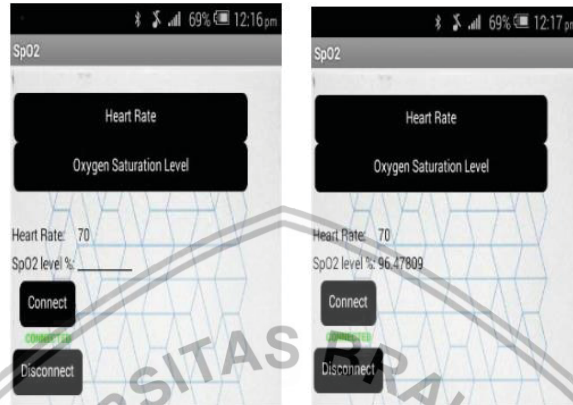 69% 12:16 pm
SpO2
Heart Rate
Oxygen Saturation Level
Heart Rate: 70
SpO2 level %:
Connect
CONNECTED
Disconnect
69% 12:17 pm
SpO2
Heart Rate
Oxygen Saturation Level
Heart Rate: 70
SpO2 level %: 96.47809
Connect
CONNECTED
Disconnect